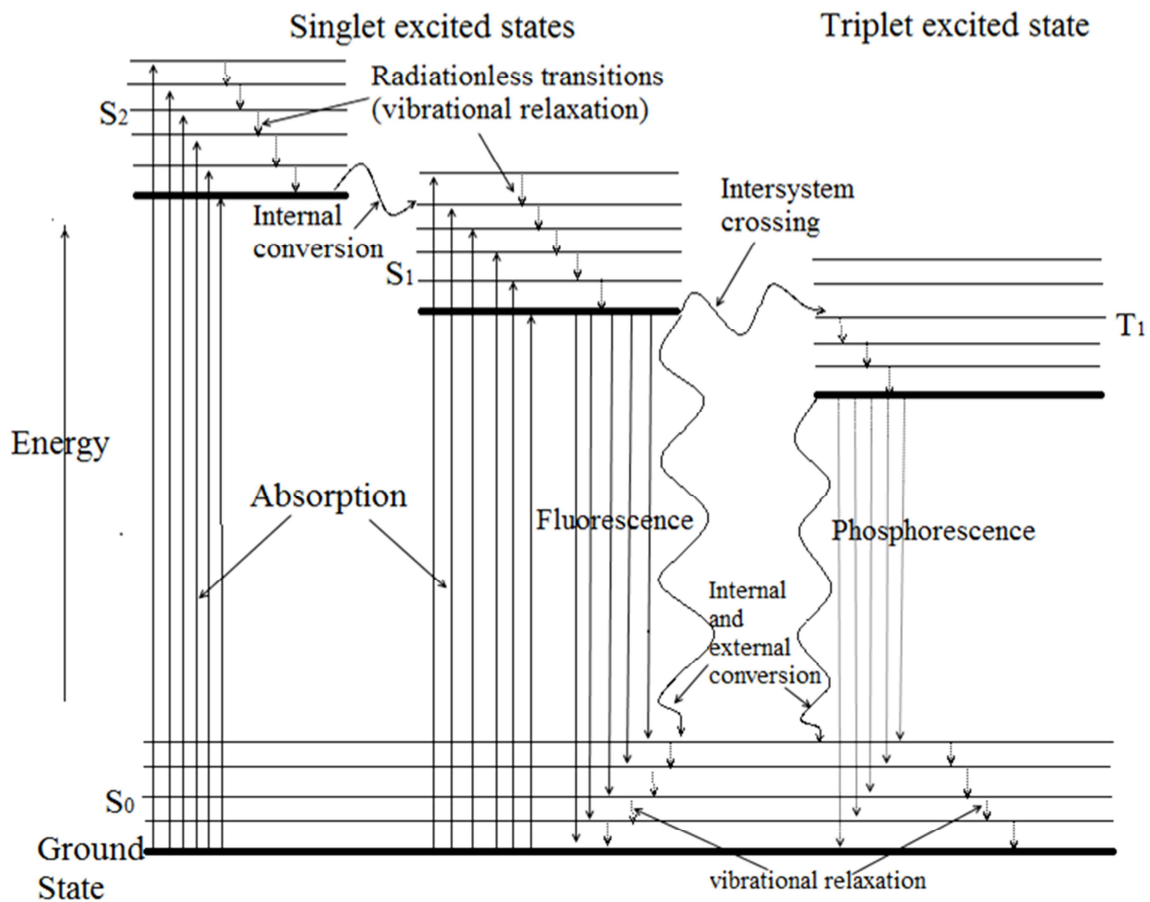 Singlet excited states
Triplet excited state
Radiationless transitions
(vibrational relaxation)
S2
Intersystem
crossing
Internal
conversion
S1
T1
Energy
Absorption
Fluorescence
Phosphorescence
Internal
and
external
conversion
S0
Ground
State
vibrational relaxation